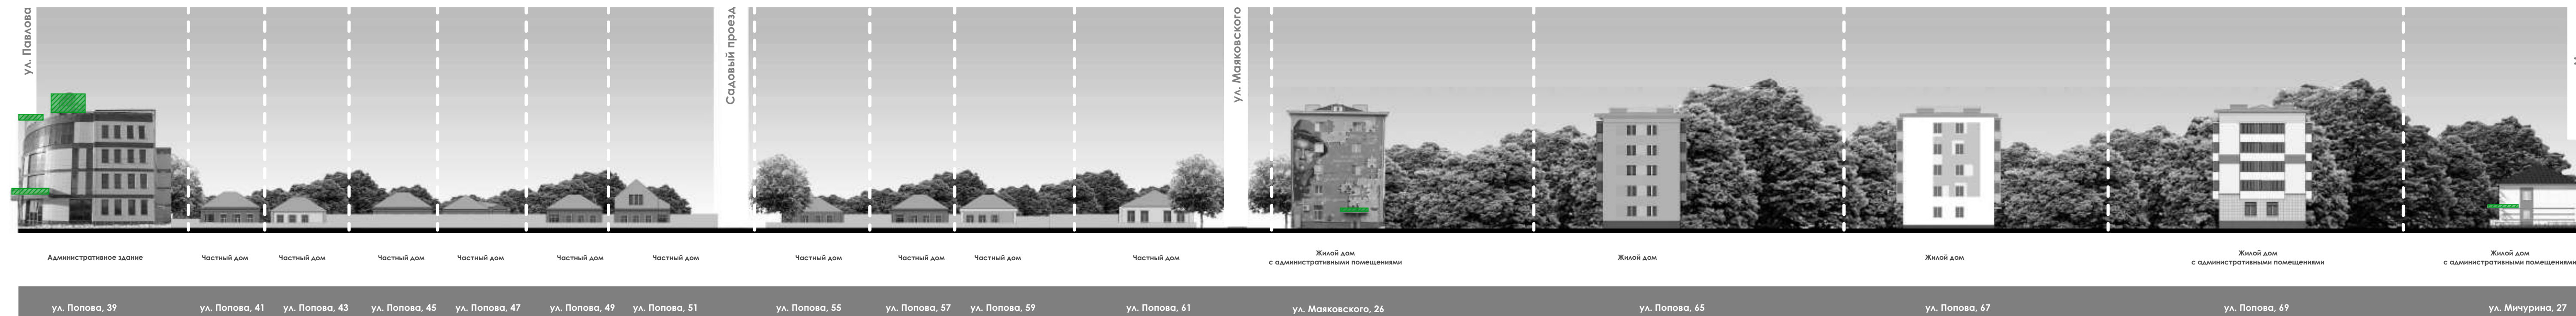 ул. Павлова
Садовый проезд
ул. Маяковского
Административное здание
Частный дом
Частный дом
Частный дом
Частный дом
Частный дом
Частный дом
Частный дом
Частный дом
Частный дом
Частный дом
Жилой дом
с административными помещениями
Жилой дом
Жилой дом
Жилой дом
с административными помещениями
Жилой дом
с административными помещениями
ул. Попова, 39
ул. Попова, 41
ул. Попова, 43
ул. Попова, 45
ул. Попова, 47
ул. Попова, 49
ул. Попова, 51
ул. Попова, 55
ул. Попова, 57
ул. Попова, 59
ул. Попова, 61
ул. Маяковского, 26
ул. Попова, 65
ул. Попова, 67
ул. Попова, 69
ул. Мичурина, 27